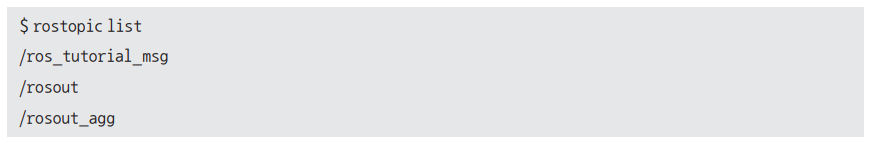 $ rostopic list
/ros_tutorial_msg
/rosout
/rosout_agg